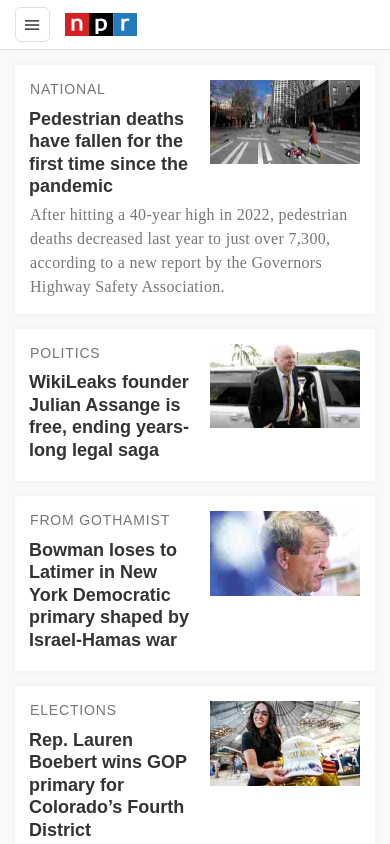 npr
NATIONAL
Pedestrian deaths
have fallen for the
first time since the
pandemic
After hitting a 40-year high in 2022, pedestrian
deaths decreased last year to just over 7,300,
according to a new report by the Governors
Highway Safety Association.
POLITICS
WikiLeaks founder
Julian Assange is
free, ending years-
long legal saga
FROM GOTHAMIST
Bowman loses to
Latimer in New
York Democratic
primary shaped by
Israel-Hamas war
ELECTIONS
Rep. Lauren
Boebert wins GOP
primary for
Colorado’s Fourth
District